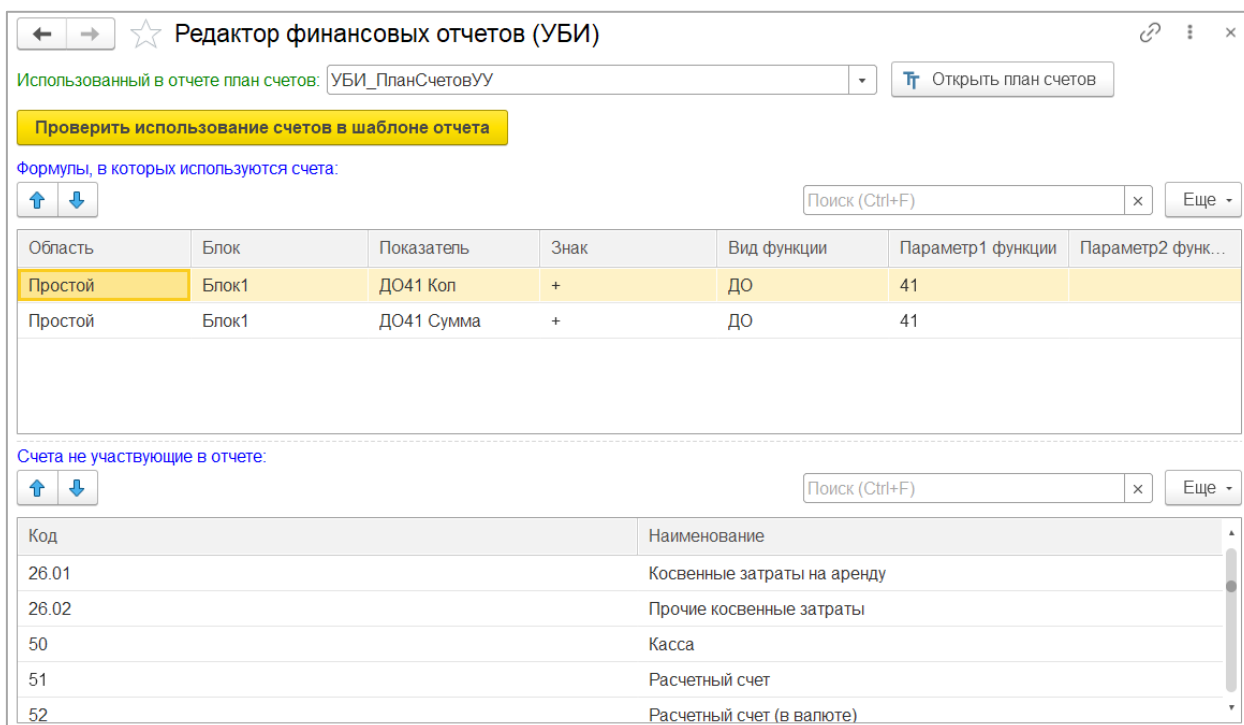 Редактор финансовых отчетов (УБИ)
Использованный в отчете план счетов: УБИ_ПланСчетовУУ Открыть план счетов
Проверить использование счетов в шаблоне отчета
Формулы, в которых используются счета:
Поиск (Ctrl+F) × Еще
Область Блок Показатель Знак Вид функции Параметр1 функции Параметр2 функ...
Простой Блок1 ДО41 Кол + ДО 41
Простой Блок1 ДО41 Сумма + ДО 41
Счета не участвующие в отчете:
Поиск (Ctrl+F) × Еще
Код Наименование
26.01 Косвенные затраты на аренду
26.02 Прочие косвенные затраты
50 Касса
51 Расчетный счет
52 Расчетный счет (в валюте)